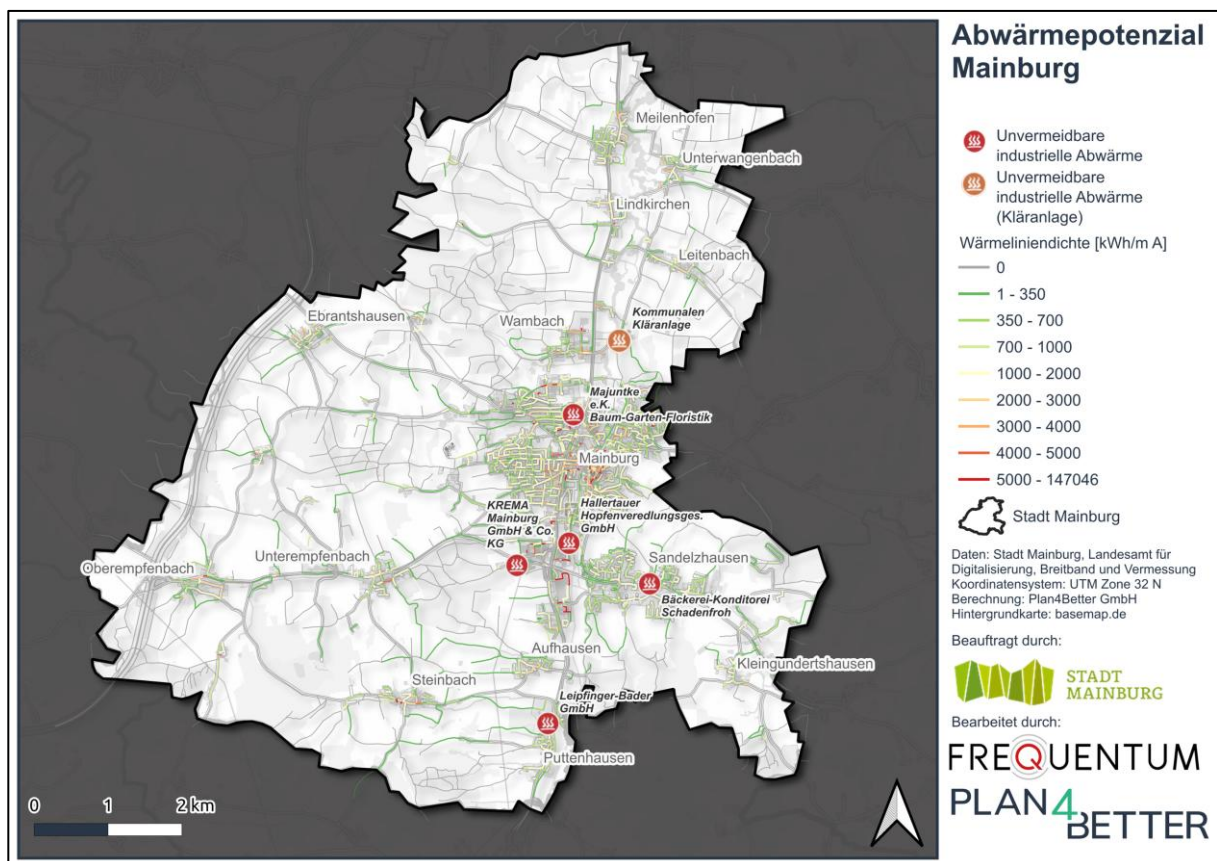 Meilenhofen
Unterwangenbach
Lindkirchen
Leitenbach
Ebrantshausen
Wambach
Kommunalen
Kläranlage
Majuntke
e.K.
Baum-Garten-Floristik
Mainburg
KREMA
Mainburg
GmbH & Co.
KG
Hallertauer
Hopfenveredlungsges.
GmbH
Sandelzhausen
Unterempfenbach
Oberempfenbach
Bäckerei-Konditorei
Schadenfroh
Aufhausen
Kleingundertshausen
Steinbach
Leipfinger-Bader
GmbH
Puttenhausen
0 1 2 km
Abwärmepotenzial
Mainburg
Unvermeidbare
industrielle Abwärme
Unvermeidbare
industrielle Abwärme
(Kläranlage)
Wärmeliniendichte [kWh/m A]
0
1 - 350
350 - 700
700 - 1000
1000 - 2000
2000 - 3000
3000 - 4000
4000 - 5000
5000 - 147046
Stadt Mainburg
Daten: Stadt Mainburg, Landesamt für
Digitalisierung, Breitband und Vermessung
Koordinatensystem: UTM Zone 32 N
Berechnung: Plan4Better GmbH
Hintergrundkarte: basemap.de
Beauftragt durch:
STADT
MAINBURG
Bearbeitet durch:
FREQUENTUM
PLAN4
BETTER